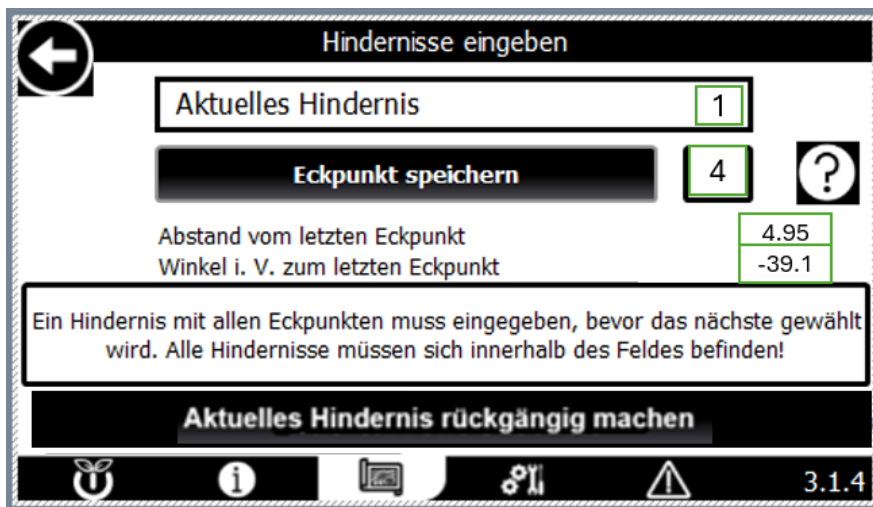 Hindernisse eingeben
Aktuelles Hindernis 1
Eckpunkt speichern 4 ?
Abstand vom letzten Eckpunkt 4.95
Winkel i. V. zum letzten Eckpunkt -39.1
Ein Hindernis mit allen Eckpunkten muss eingegeben, bevor das nächste gewählt
wird. Alle Hindernisse müssen sich innerhalb des Feldes befinden!
Aktuelles Hindernis rückgängig machen
3.1.4